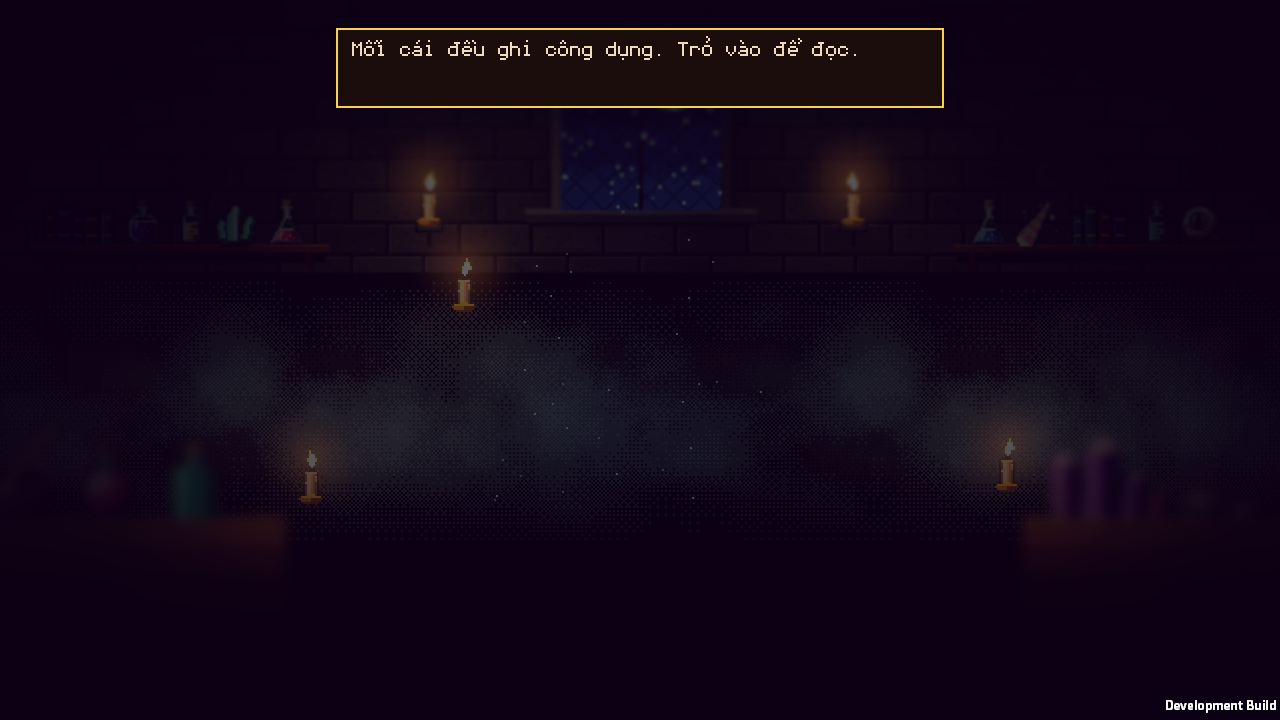 Mỗi cái đều ghi công dụng. Trỏ vào để đọc.
Development Build